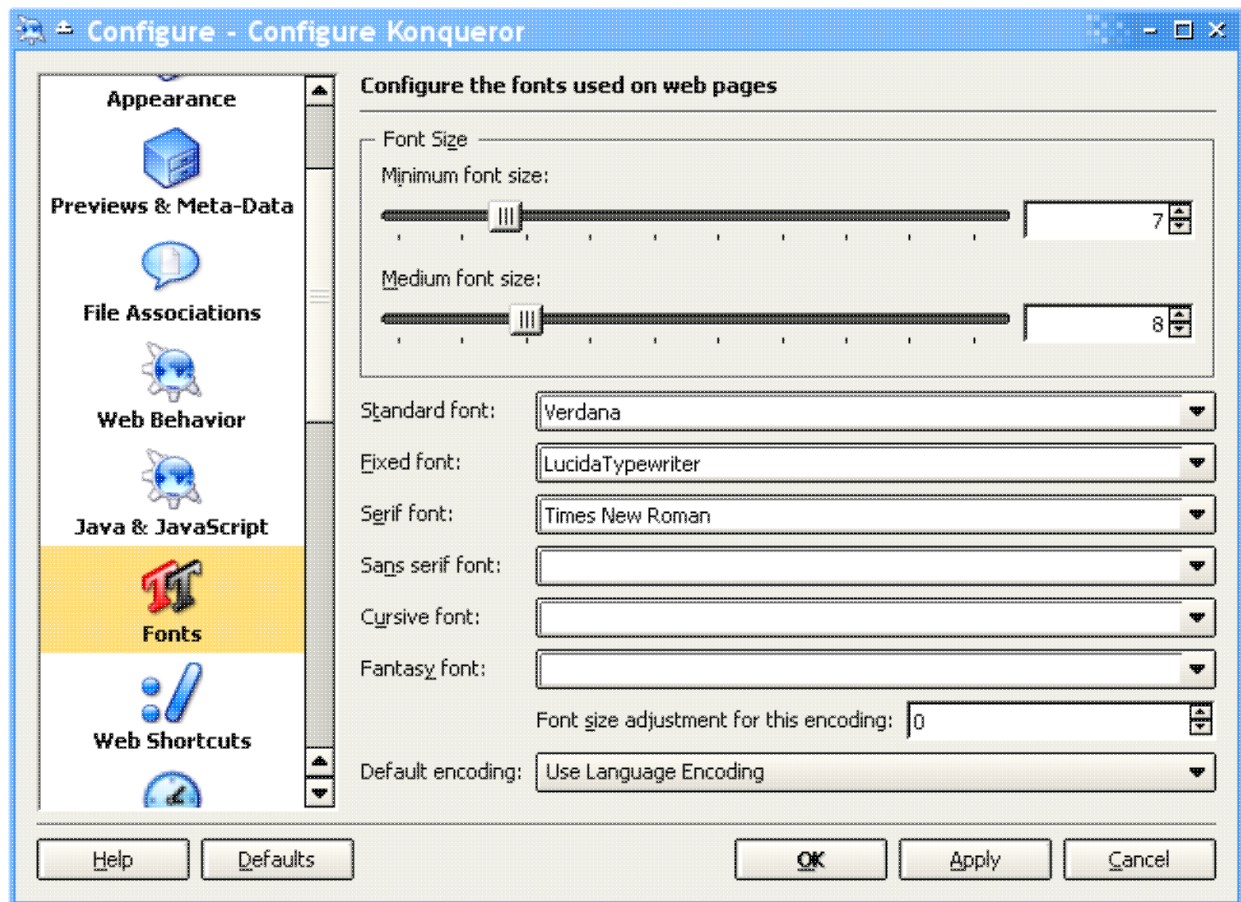 Configure - Configure Konqueror
Appearance
Previews & Meta-Data
File Associations
Web Behavior
Java & JavaScript
Fonts
Web Shortcuts
Configure the fonts used on web pages
Font Size
Minimum font size:
7
Medium font size:
8
Standard font: Verdana
Fixed font: LucidaTypewriter
Serif font: Times New Roman
Sans serif font:
Cursive font:
Fantasy font:
Font size adjustment for this encoding: 0
Default encoding: Use Language Encoding
Help Defaults OK Apply Cancel